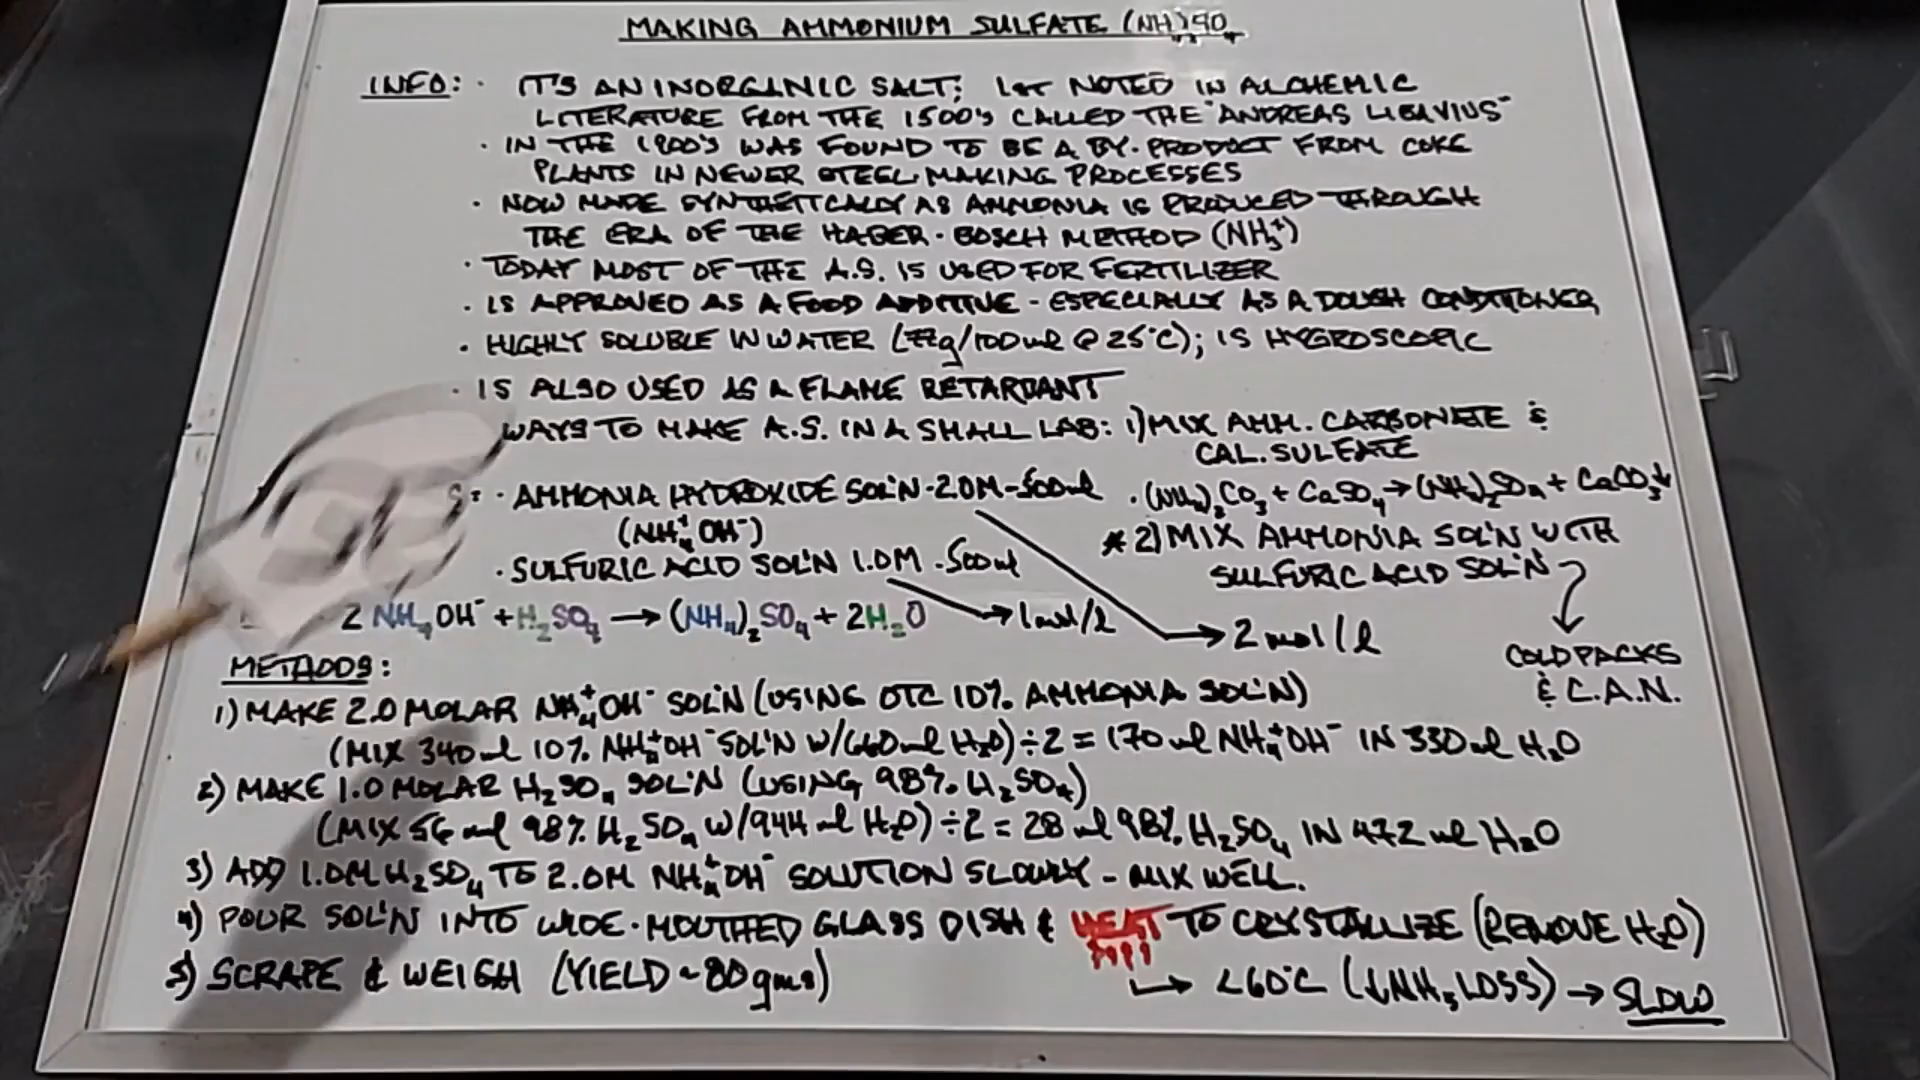 MAKING AMMONIUM SULFATE (NH4)2SO4
INFO: · IT'S AN INORGANIC SALT; 1ST NOTED IN ALCHEMIC
LITERATURE FROM THE 1500's CALLED THE "ANDREAS LIBAVIUS"
· IN THE 1800'S WAS FOUND TO BE A BY-PRODUCT FROM COKE
PLANTS IN NEWER STEEL MAKING PROCESSES
· NOW MADE SYNTHETICALLY AS AMMONIA IS PRODUCED THROUGH
THE ERA OF THE HABER-BOSCH METHOD (NH3+)
· TODAY MOST OF THE A.S. IS USED FOR FERTILIZER
· IS APPROVED AS A FOOD ADDITIVE - ESPECIALLY AS A DOUGH CONDITIONER
· HIGHLY SOLUBLE IN WATER (77g/100ml @ 25°C); IS HYGROSCOPIC
· IS ALSO USED AS A FLAME RETARDANT
WAYS TO MAKE A.S. IN A SMALL LAB: 1) MIX AMM. CARBONATE &
CAL. SULFATE
· (NH4)2CO3 + CaSO4 → (NH4)2SO4 + CaCO3↓
* 2) MIX AMMONIA SOL'N WITH
SULFURIC ACID SOL'N
COLD PACKS
& C.A.N.
S: · AMMONIA HYDROXIDE SOL'N - 2.0M - 500ml
(NH4+OH-)
· SULFURIC ACID SOL'N 1.0M - 500ml
→ 1mol/l
→ 2 mol/l
2 NH4OH- + H2SO4 → (NH4)2SO4 + 2H2O
METHODS:
1) MAKE 2.0 MOLAR NH4+OH- SOL'N (USING OTC 10% AMMONIA SOL'N)
(MIX 340ml 10% NH4+OH- SOL'N W/660ml H2O) ÷ 2 = 170ml NH4+OH- IN 330ml H2O
2) MAKE 1.0 MOLAR H2SO4 SOL'N (USING 98% H2SO4)
(MIX 56ml 98% H2SO4 W/944ml H2O) ÷ 2 = 28ml 98% H2SO4 IN 472ml H2O
3) ADD 1.0M H2SO4 TO 2.0M NH4+OH- SOLUTION SLOWLY - MIX WELL.
4) POUR SOL'N INTO WIDE-MOUTHED GLASS DISH & HEAT TO CRYSTALLIZE (REMOVE H2O)
→ <60°C (↓NH3 LOSS) → SLOW
5) SCRAPE & WEIGH (YIELD ~ 80gms)